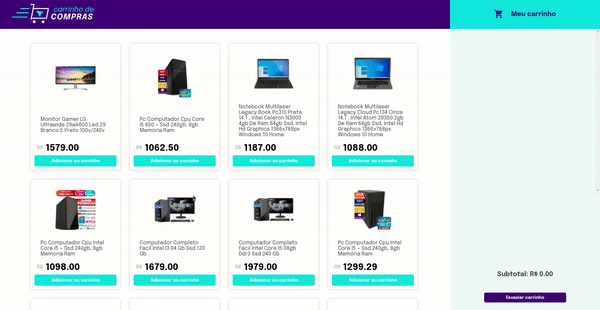 carrinho de
COMPRAS
Meu carrinho
Monitor Gamer LG
Ultrawide 29wk600 Led 29
Branco E Preto 100v/240v
R$ 1579.00
Adicionar ao carrinho
Pc Computador Cpu Core
I5 650 + Ssd 240gb, 8gb
Memória Ram
R$ 1062.50
Adicionar ao carrinho
Notebook Multilaser
Legacy Book Pc310 Preta
14.1 , Intel Celeron N3000
4gb De Ram 64gb Ssd, Intel
Hd Graphics 1366x768px
Windows 10 Home
R$ 1187.00
Adicionar ao carrinho
Notebook Multilaser
Legacy Cloud Pc134 Cinza
14.1 , Intel Atom Z8350 2gb
De Ram 64gb Ssd, Intel Hd
Graphics 1366x768px
Windows 10 Home
R$ 1088.00
Adicionar ao carrinho
Pc Computador Cpu Intel
Core I5 + Ssd 240gb, 8gb
Memória Ram
R$ 1098.00
Adicionar ao carrinho
Computador Completo
Fácil Intel I3 04 Gb Ssd 120
Gb
R$ 1679.00
Adicionar ao carrinho
Computador Completo
Fácil Intel Core I5 08gb
Ddr3 Ssd 240 Gb
R$ 1979.00
Adicionar ao carrinho
Pc Computador Cpu Intel
Core I5 + Ssd 240gb, 8gb
Memória Ram
R$ 1299.29
Adicionar ao carrinho
Subtotal: R$ 0.00
Esvaziar carrinho